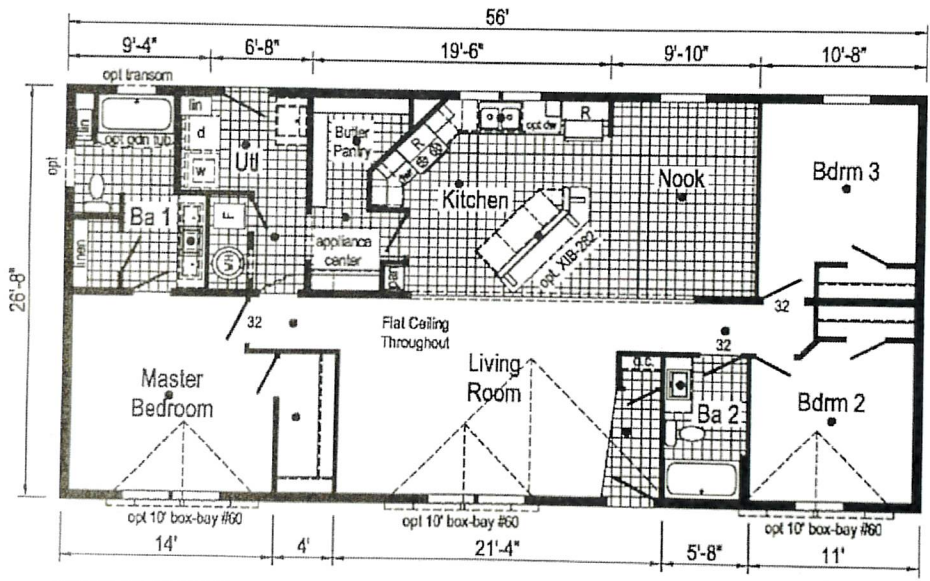 56'
9'-4"
6'-8"
19'-6"
9'-10"
10'-8"
opt transom
lin
lin
d
opt gdn tub
w
Utl
Butler
Pantry
R
opt dw
R
opt
Ba 1
linen
F
WH
appliance
center
pan
Kitchen
Nook
Bdrm 3
opt. XIB-282
26'-8"
32
32
32
Flat Ceiling
Throughout
Living
Room
Master
Bedroom
g.c.
Ba 2
Bdrm 2
opt 10' box-bay #60
opt 10' box-bay #60
opt 10' box-bay #60
14'
4'
21'-4"
5'-8"
11'